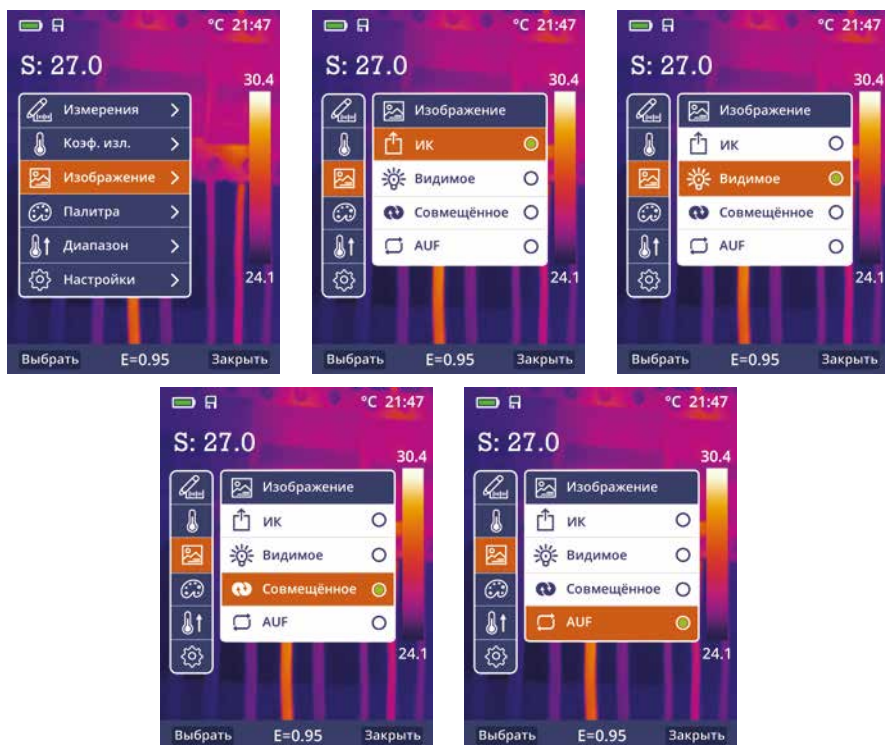 °C 21:47
S: 27.0
30.4
Измерения
Коэф. изл.
Изображение
Палитра
Диапазон
Настройки
24.1
Выбрать E=0.95 Закрыть
°C 21:47
S: 27.0
30.4
Изображение
ИК
Видимое
Совмещённое
AUF
24.1
Выбрать E=0.95 Закрыть
°C 21:47
S: 27.0
30.4
Изображение
ИК
Видимое
Совмещённое
AUF
24.1
Выбрать E=0.95 Закрыть
°C 21:47
S: 27.0
30.4
Изображение
ИК
Видимое
Совмещённое
AUF
24.1
Выбрать E=0.95 Закрыть
°C 21:47
S: 27.0
30.4
Изображение
ИК
Видимое
Совмещённое
AUF
24.1
Выбрать E=0.95 Закрыть